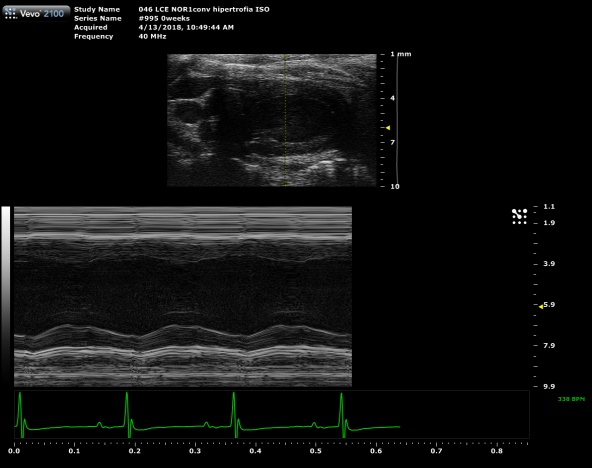 Vevo 2100
Study Name 046 LCE NOR1conv hipertrofia ISO
Series Name #995 0weeks
Acquired 4/13/2018, 10:49:44 AM
Frequency 40 MHz
1 mm
4
7
10
1.1
1.9
3.9
5.9
7.9
9.9
338 BPM
0.0 0.1 0.2 0.3 0.4 0.5 0.6 0.7 0.8